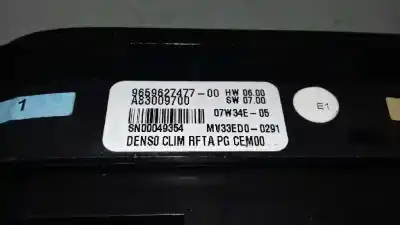 9659627477-00 HW 06.00
A83009700 SW 07.00
07W34E-05
SN00049354 MV33ED0-0291
DENSO CLIM RFTA PG CEM00
1
E1